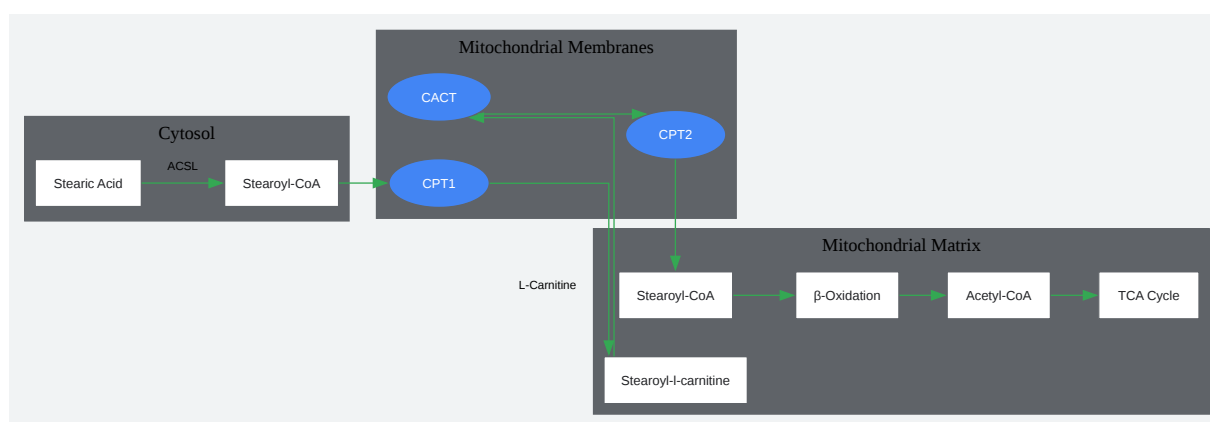 Mitochondrial Membranes
CACT
CPT2
Cytosol
ACSL
Stearic Acid
Stearoyl-CoA
CPT1
Mitochondrial Matrix
L-Carnitine
Stearoyl-CoA
β-Oxidation
Acetyl-CoA
TCA Cycle
Stearoyl-l-carnitine